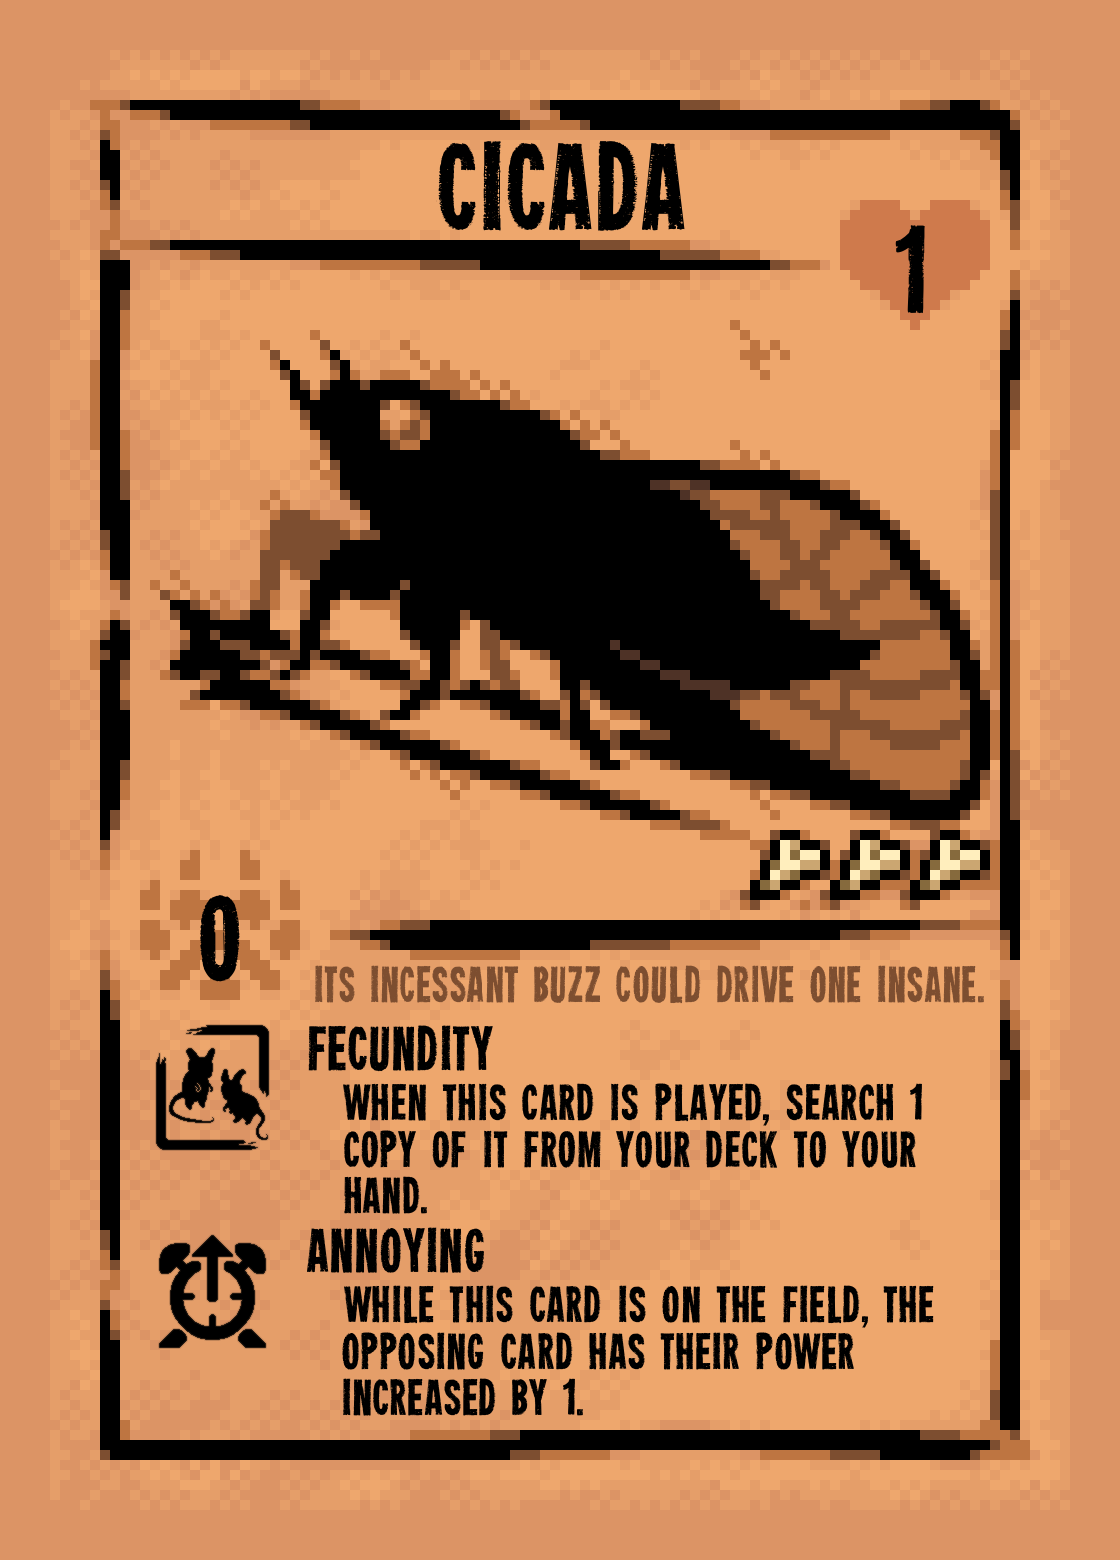 CICADA
1
0
ITS INCESSANT BUZZ COULD DRIVE ONE INSANE.
FECUNDITY
WHEN THIS CARD IS PLAYED, SEARCH 1
COPY OF IT FROM YOUR DECK TO YOUR
HAND.
ANNOYING
WHILE THIS CARD IS ON THE FIELD, THE
OPPOSING CARD HAS THEIR POWER
INCREASED BY 1.